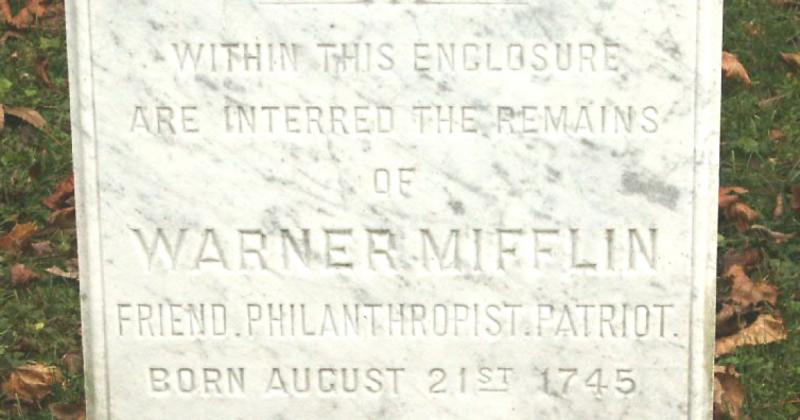 WITHIN THIS ENCLOSURE
ARE INTERRED THE REMAINS
OF
WARNER MIFFLIN
FRIEND. PHILANTHROPIST. PATRIOT.
BORN AUGUST 21ST 1745